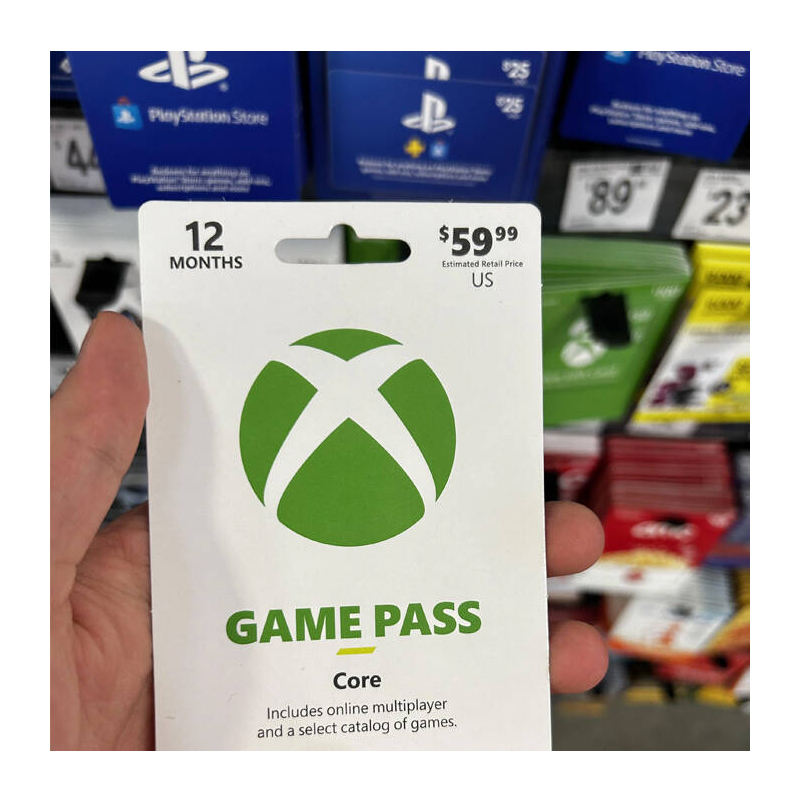 PlayStation Store
$25
$25
PlayStation Store
$89
23
12
MONTHS
$59.99
Estimated Retail Price
US
GAME PASS
Core
Includes online multiplayer
and a select catalog of games.